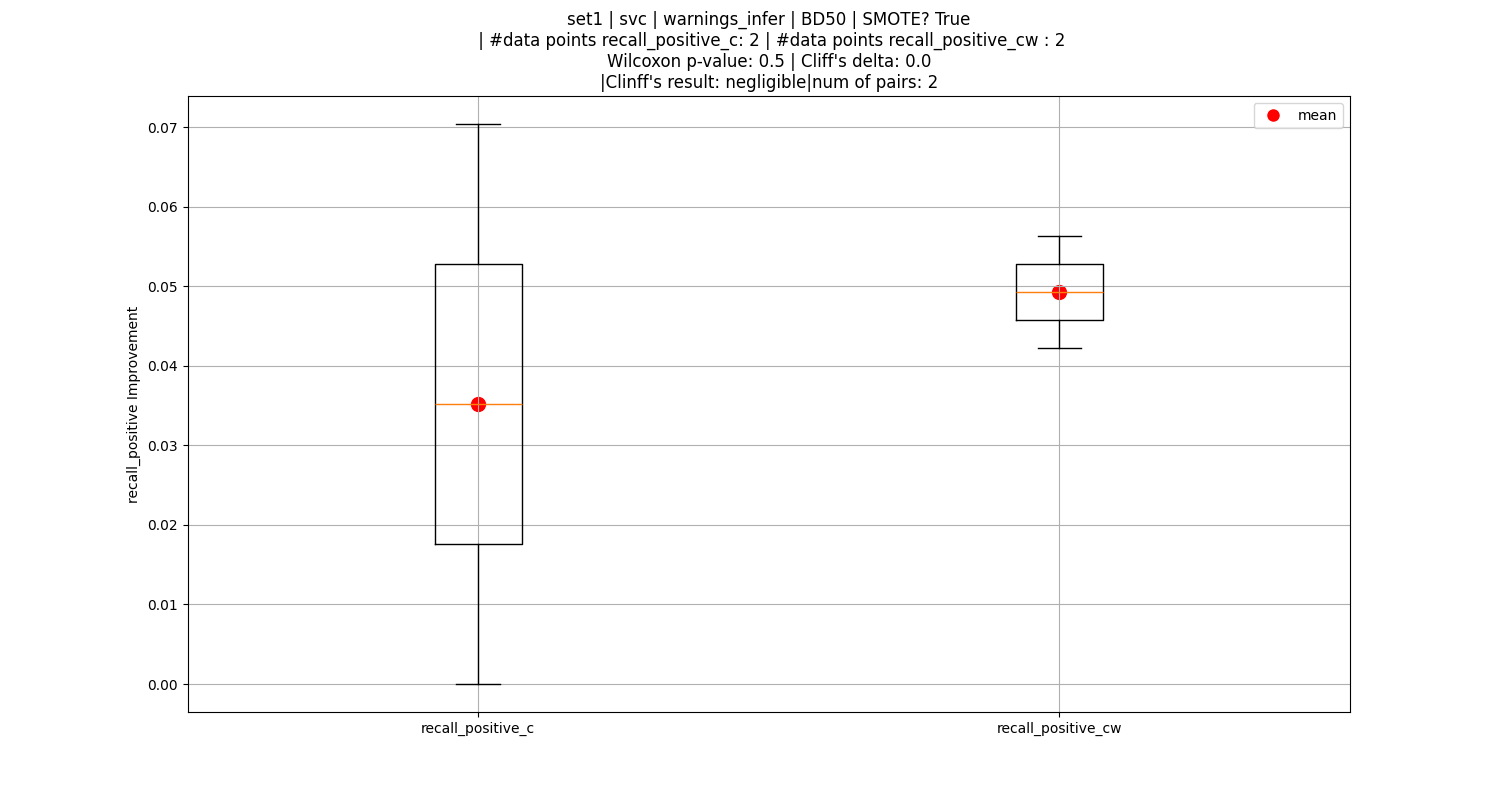 set1 | svc | warnings_infer | BD50 | SMOTE? True
| #data points recall_positive_c: 2 | #data points recall_positive_cw : 2
Wilcoxon p-value: 0.5 | Cliff's delta: 0.0
|Clinff's result: negligible|num of pairs: 2
mean
0.07
0.06
0.05
0.04
0.03
0.02
0.01
0.00
recall_positive Improvement
recall_positive_c
recall_positive_cw